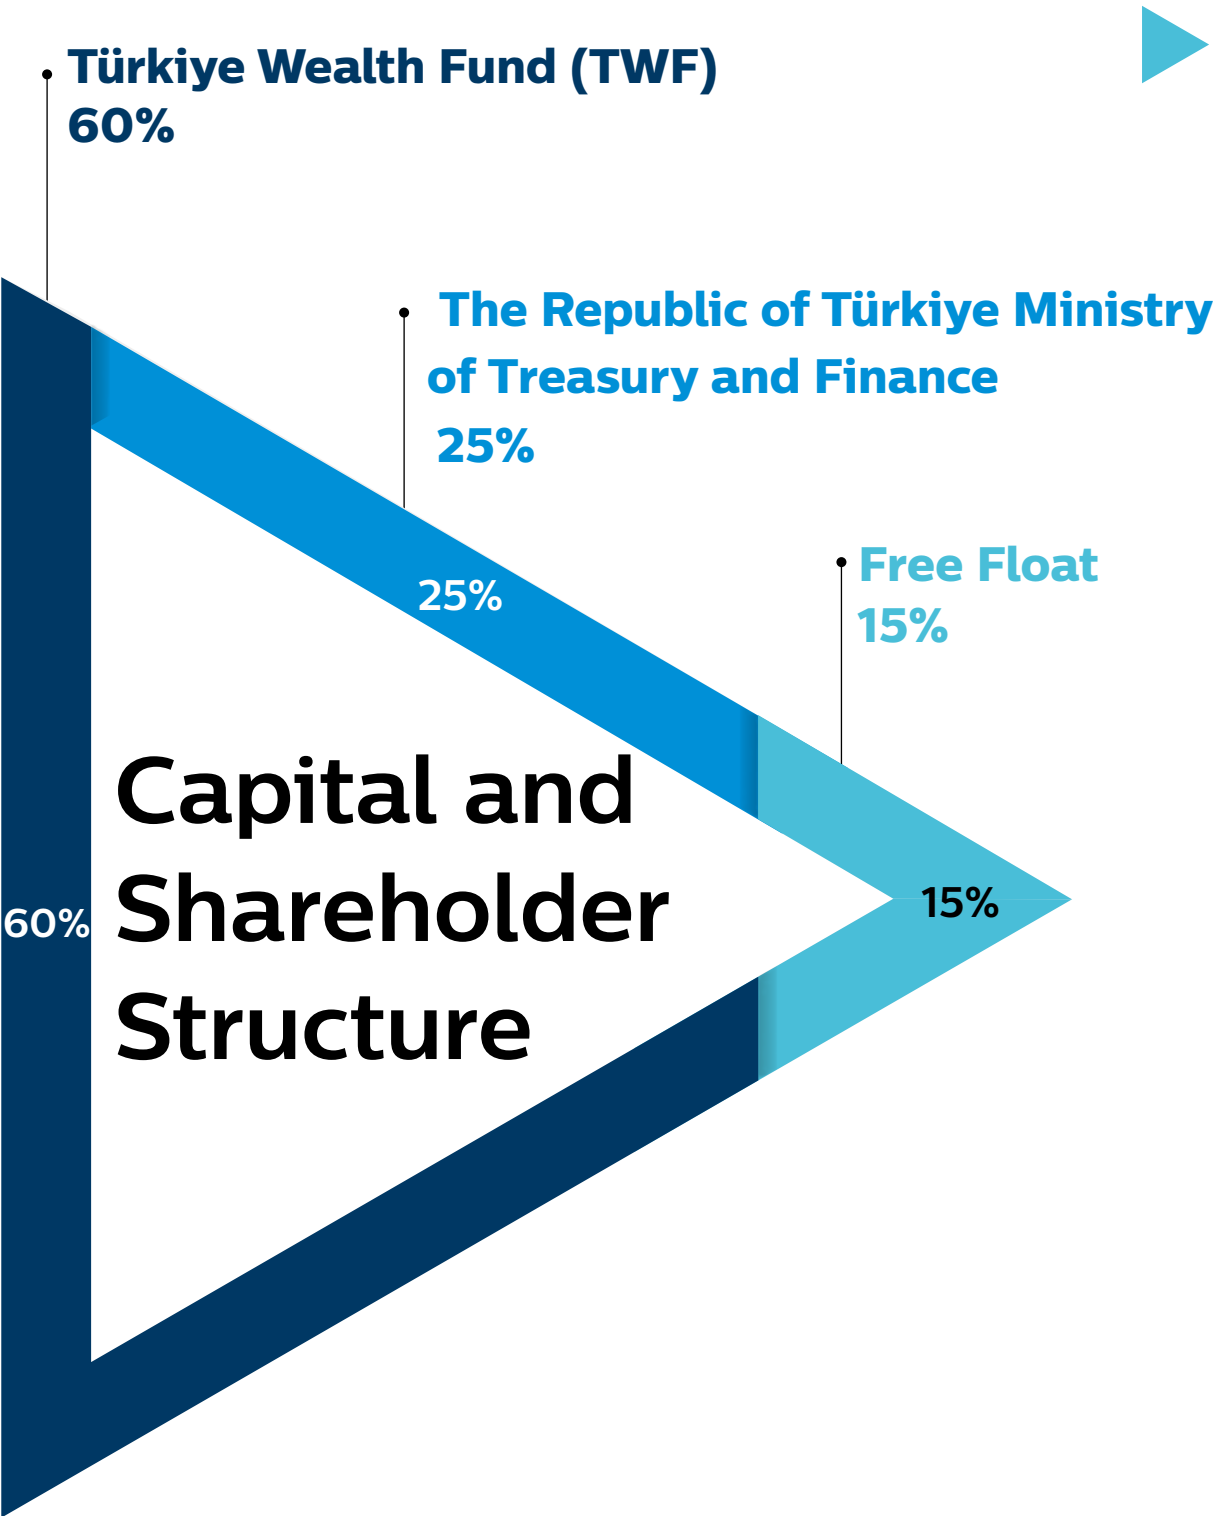 Türkiye Wealth Fund (TWF)
60%
The Republic of Türkiye Ministry
of Treasury and Finance
25%
Free Float
15%
25%
Capital and
Shareholder
Structure
60%
15%